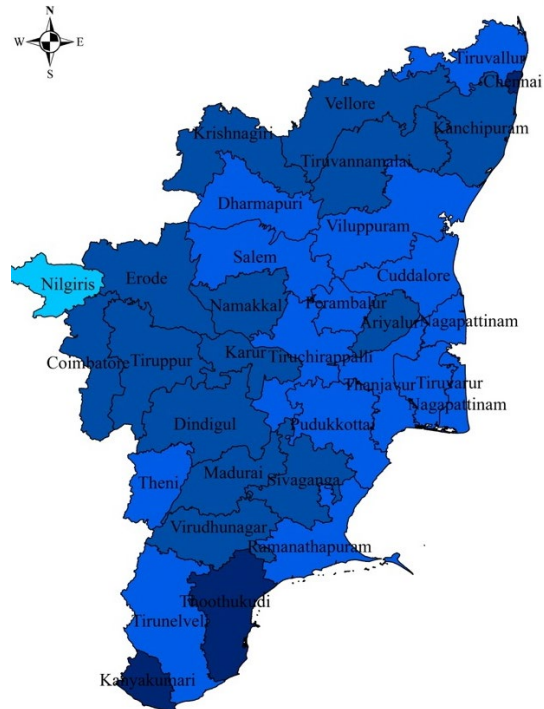 N
W E
S
Tiruvallur
Chennai
Vellore
Kanchipuram
Krishnagiri
Tiruvannamalai
Dharmapuri
Viluppuram
Salem
Cuddalore
Nilgiris
Erode
Namakkal
Perambalur
Ariyalur
Nagapattinam
Karur
Tiruchirappalli
Coimbatore
Tiruppur
Thanjavur
Tiruvarur
Nagapattinam
Dindigul
Pudukkottai
Madurai
Theni
Sivaganga
Virudhunagar
Ramanathapuram
Thoothukudi
Tirunelveli
Kanyakumari